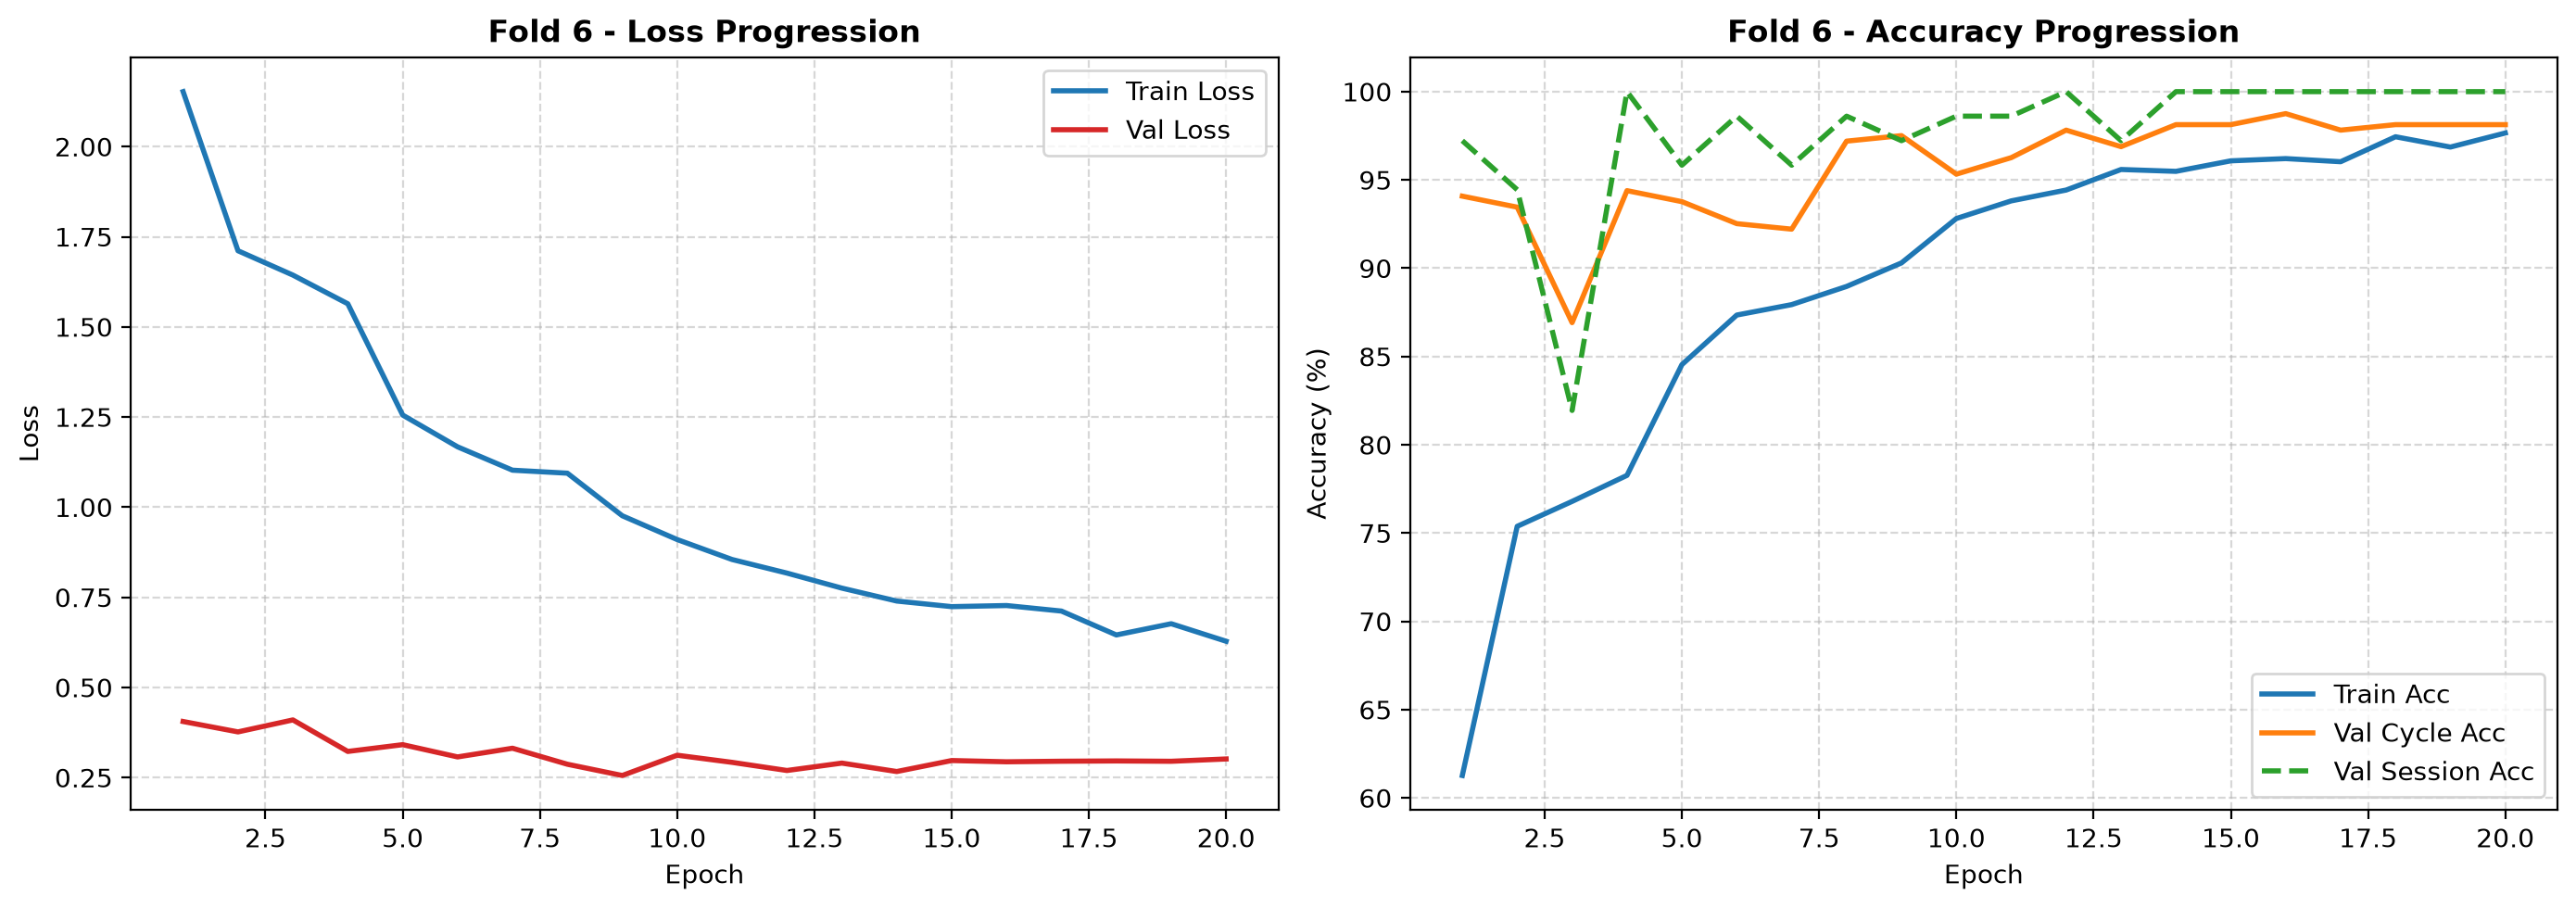 Fold 6 - Loss Progression
Train Loss
Val Loss
2.00
1.75
1.50
1.25
1.00
0.75
0.50
0.25
Loss
2.5 5.0 7.5 10.0 12.5 15.0 17.5 20.0
Epoch
Fold 6 - Accuracy Progression
100
95
90
85
80
75
70
65
60
Accuracy (%)
Train Acc
Val Cycle Acc
Val Session Acc
2.5 5.0 7.5 10.0 12.5 15.0 17.5 20.0
Epoch